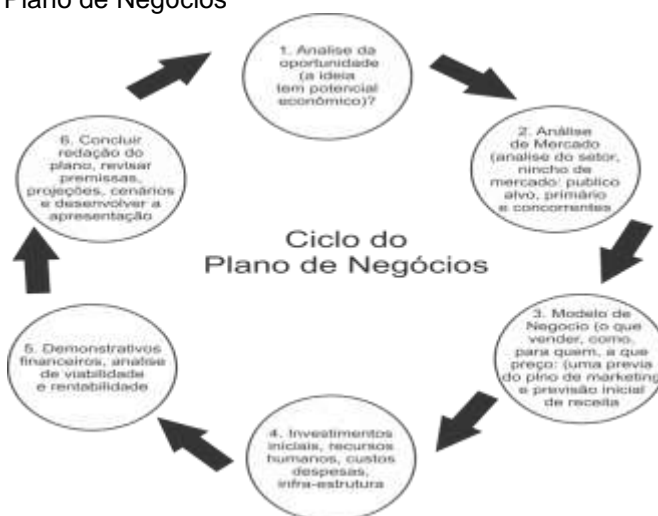 Plano de Negócios
1. Analise da
oportunidade
(a ideia
tem potencial
econômico)?
2. Análise
de Mercado
(analise do setor,
nincho de
mercado: publico
alvo, primário
e concorrentes
3. Modelo de
Negocio (o que
vender, como,
para quem, a que
preço: (uma previa
do plno de marketing
e previsão inicial
de receita
4. Investimentos
iniciais, recursos
humanos, custos
despesas,
infra-estrutura
5. Demonstrativos
financeiros, analise
de viabilidade
e rentabilidade
6. Concluir
redação do
plano, revisar
premissas,
projeções, cenários
e desenvolver a
apresentação
Ciclo do
Plano de Negócios